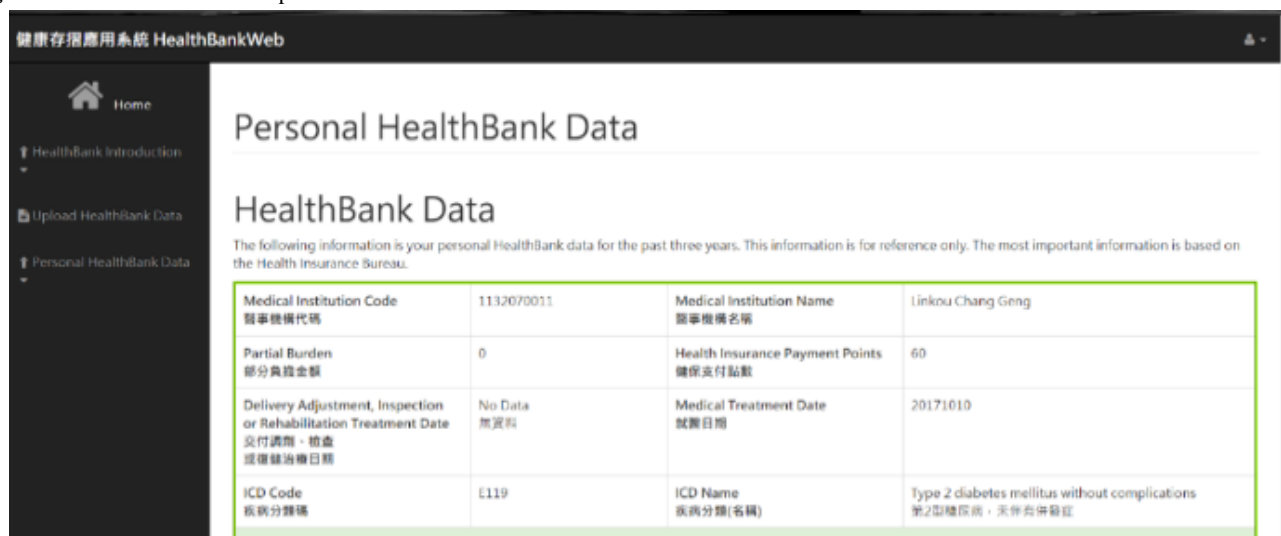 健康存摺應用系統 HealthBankWeb
Home
HealthBank Introduction
Upload HealthBank Data
Personal HealthBank Data
Personal HealthBank Data
HealthBank Data
The following information is your personal HealthBank data for the past three years. This information is for reference only. The most important information is based on
the Health Insurance Bureau.
Medical Institution Code
醫事機構代碼
1132070011
Medical Institution Name
醫事機構名稱
Linkou Chang Geng
Partial Burden
部分負擔金額
0
Health Insurance Payment Points
健保支付點數
60
Delivery Adjustment, Inspection
or Rehabilitation Treatment Date
交付調劑、檢查
或復健治療日期
No Data
無資料
Medical Treatment Date
就醫日期
20171010
ICD Code
疾病分類碼
E119
ICD Name
疾病分類(名稱)
Type 2 diabetes mellitus without complications
第2型糖尿病，未伴有併發症